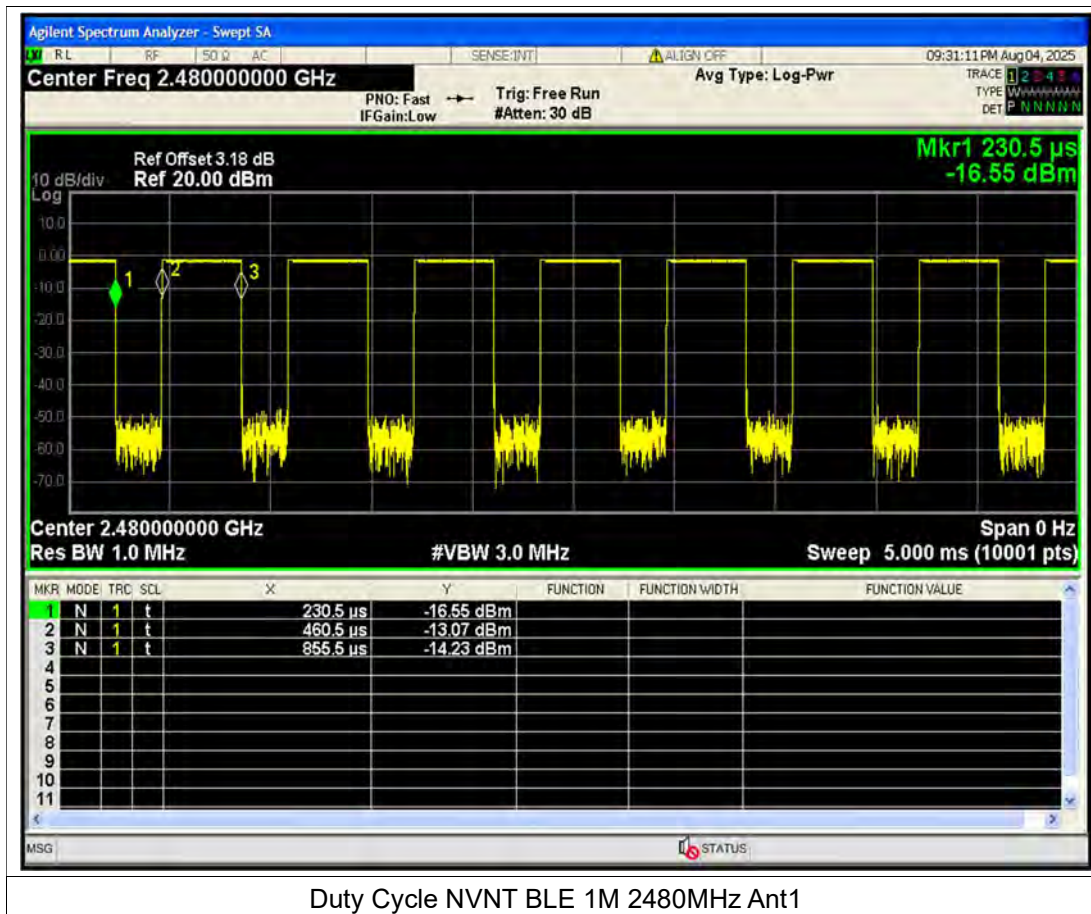 Agilent Spectrum Analyzer - Swept SA
LXI RL RF 50 Ω AC SENSE:INT ALIGN OFF 09:31:11 PM Aug 04, 2025
Center Freq 2.480000000 GHz Avg Type: Log-Pwr TRACE 1 2 3 4 5 6
PNO: Fast Trig: Free Run TYPE
IFGain:Low #Atten: 30 dB DET P N N N N N
Mkr1 230.5 µs
Ref Offset 3.18 dB
10 dB/div Ref 20.00 dBm -16.55 dBm
Log
10.0
0.00
-10.0
-20.0
-30.0
-40.0
-50.0
-60.0
-70.0
1 2 3
Center 2.480000000 GHz Span 0 Hz
Res BW 1.0 MHz #VBW 3.0 MHz Sweep 5.000 ms (10001 pts)
MKR MODE TRC SCL X Y FUNCTION FUNCTION WIDTH FUNCTION VALUE
1 N 1 t 230.5 µs -16.55 dBm
2 N 1 t 460.5 µs -13.07 dBm
3 N 1 t 855.5 µs -14.23 dBm
4
5
6
7
8
9
10
11
MSG STATUS
Duty Cycle NVNT BLE 1M 2480MHz Ant1